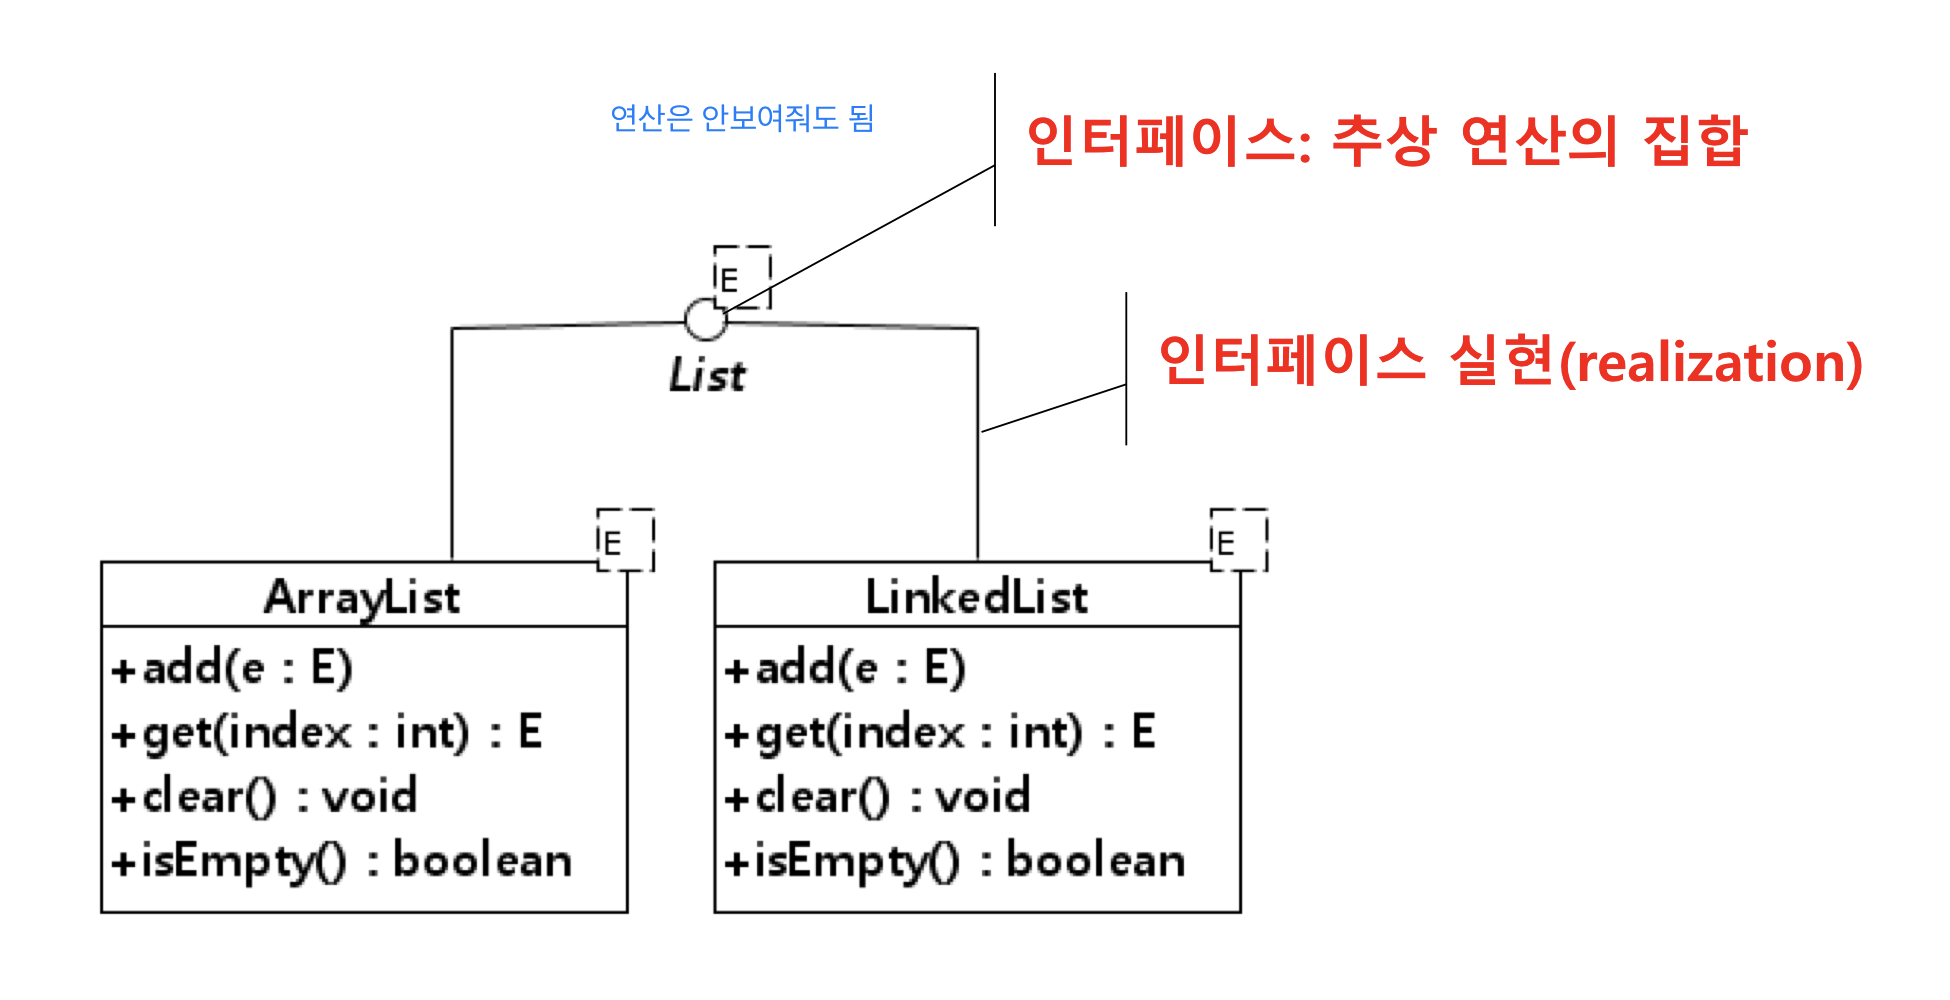 연산은 안보여줘도 됨
인터페이스: 추상 연산의 집합
E
List
인터페이스 실현(realization)
E
ArrayList
+add(e : E)
+get(index : int) : E
+clear() : void
+isEmpty() : boolean
E
LinkedList
+add(e : E)
+get(index : int) : E
+clear() : void
+isEmpty() : boolean